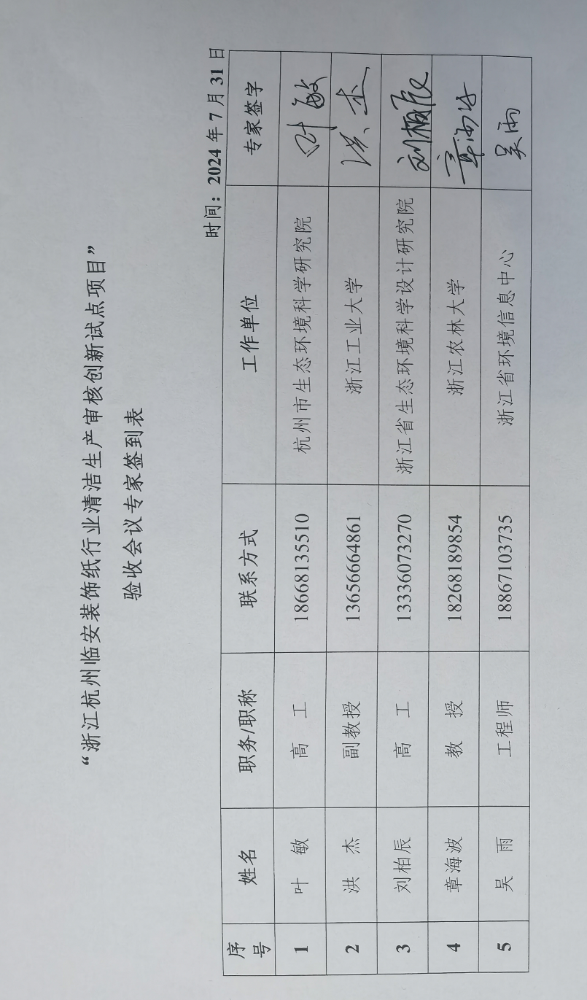 “浙江杭州临安装饰纸行业清洁生产审核创新试点项目”
验收会议专家签到表
时间：2024年7月31日
序号 姓名 职务/职称 联系方式 工作单位 专家签字
1 叶 敏 高 工 18668135510 杭州市生态环境科学研究院 叶敏
2 洪 杰 副教授 13656664861 浙江工业大学 洪杰
3 刘柏辰 高 工 13336073270 浙江省生态环境科学设计研究院 刘柏辰
4 章海波 教 授 18268189854 浙江农林大学 章海波
5 吴 雨 工程师 18867103735 浙江省环境信息中心 吴雨